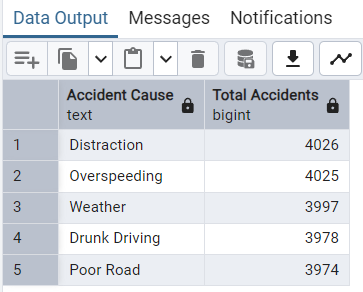 Data Output Messages Notifications
Accident Cause Total Accidents
text bigint
1 Distraction 4026
2 Overspeeding 4025
3 Weather 3997
4 Drunk Driving 3978
5 Poor Road 3974